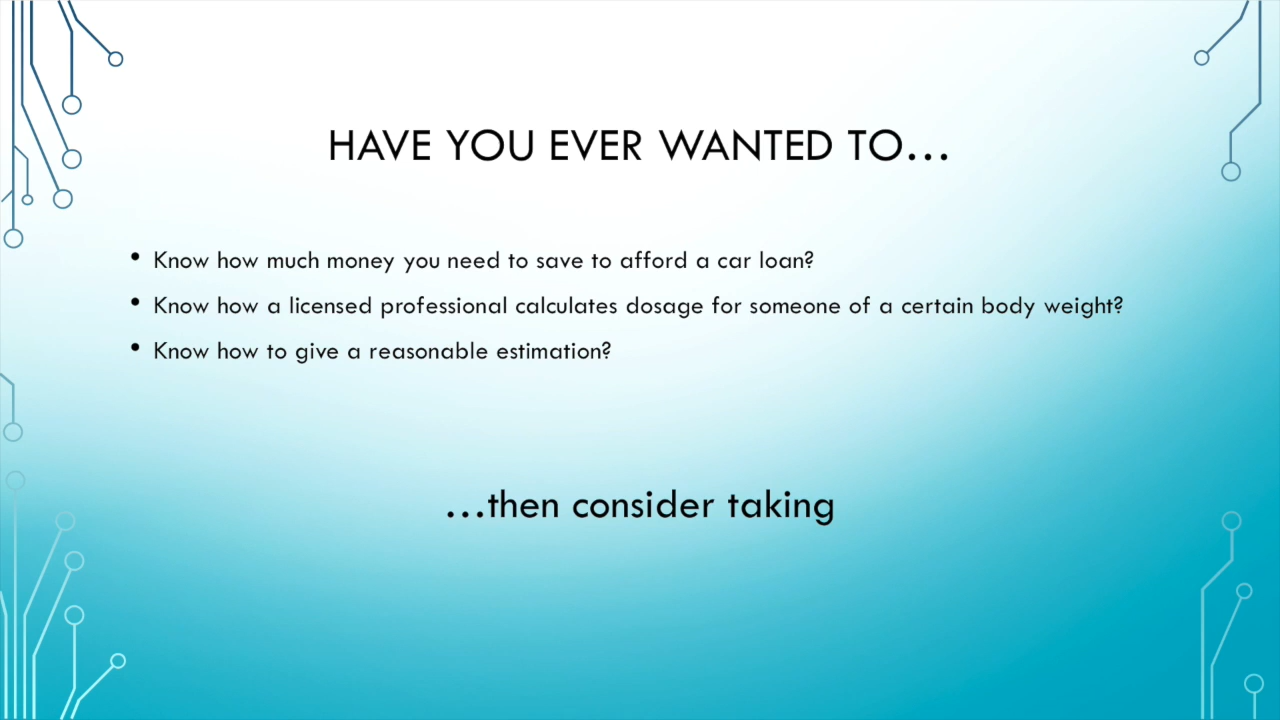 HAVE YOU EVER WANTED TO…
• Know how much money you need to save to afford a car loan?
• Know how a licensed professional calculates dosage for someone of a certain body weight?
• Know how to give a reasonable estimation?
…then consider taking